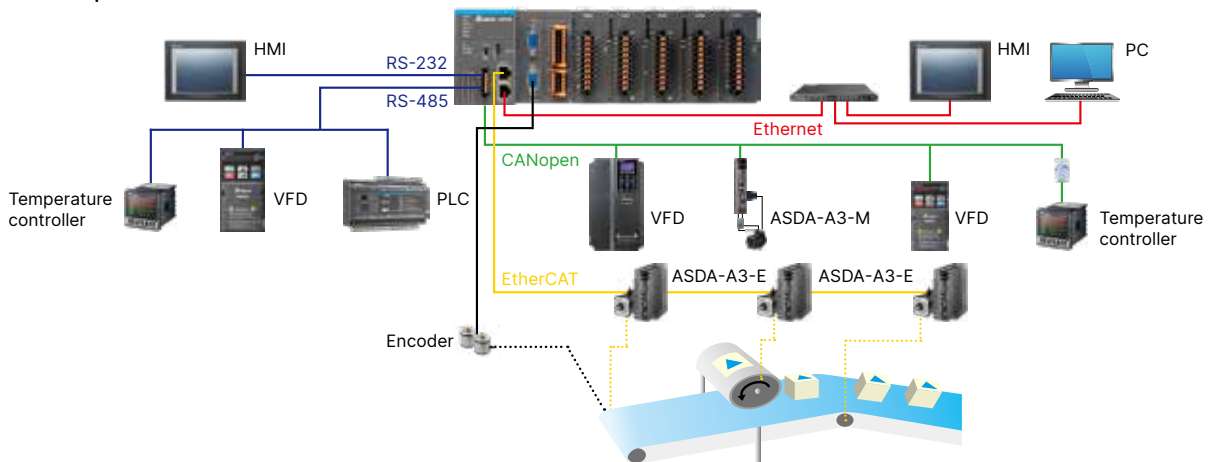 HMI
RS-232
RS-485
HMI
PC
Ethernet
CANopen
Temperature
controller
VFD
PLC
VFD
ASDA-A3-M
VFD
Temperature
controller
EtherCAT
ASDA-A3-E
ASDA-A3-E
Encoder